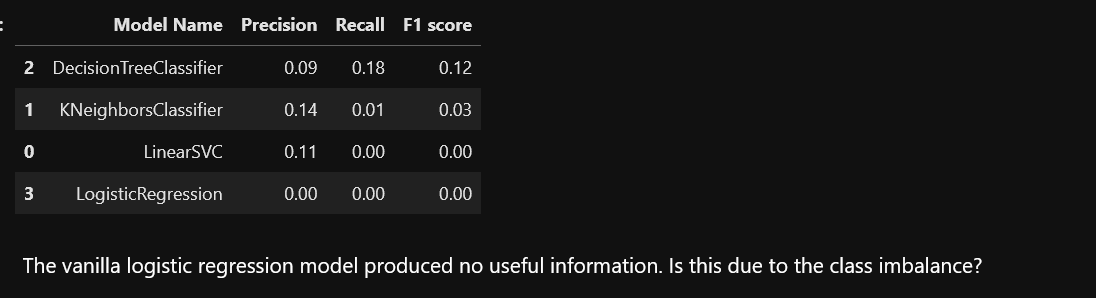 :
Model Name Precision Recall F1 score
2 DecisionTreeClassifier 0.09 0.18 0.12
1 KNeighborsClassifier 0.14 0.01 0.03
0 LinearSVC 0.11 0.00 0.00
3 LogisticRegression 0.00 0.00 0.00
The vanilla logistic regression model produced no useful information. Is this due to the class imbalance?